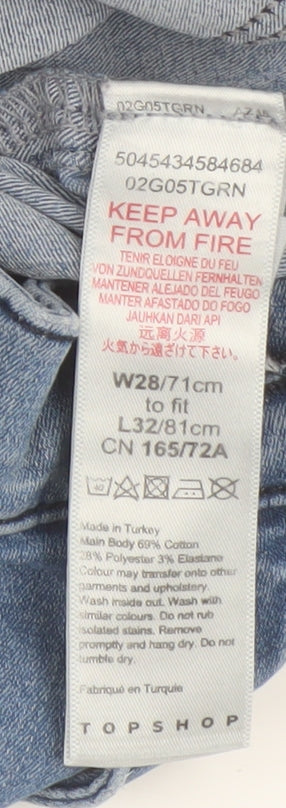 02G05TGRN
5045434584684
02G05TGRN
KEEP AWAY
FROM FIRE
TENIR ELOIGNE DU FEU
VON ZUNDQUELLEN FERNHALTEN
MANTENER ALEJADO DEL FEUGO
MANTER AFASTADO DO FOGO
JAUHKAN DARI API
远离火源
火気から遠ざけて下さい。
W28/71cm
to fit
L32/81cm
CN 165/72A
40
Made in Turkey
Main Body 69% Cotton
28% Polyester 3% Elastane
Colour may transfer onto other
garments and upholstery.
Wash inside out. Wash with
similar colours. Do not rub
isolated stains. Remove
promptly and hang dry. Do not
tumble dry.
Fabriqué en Turquie
TOPSHOP